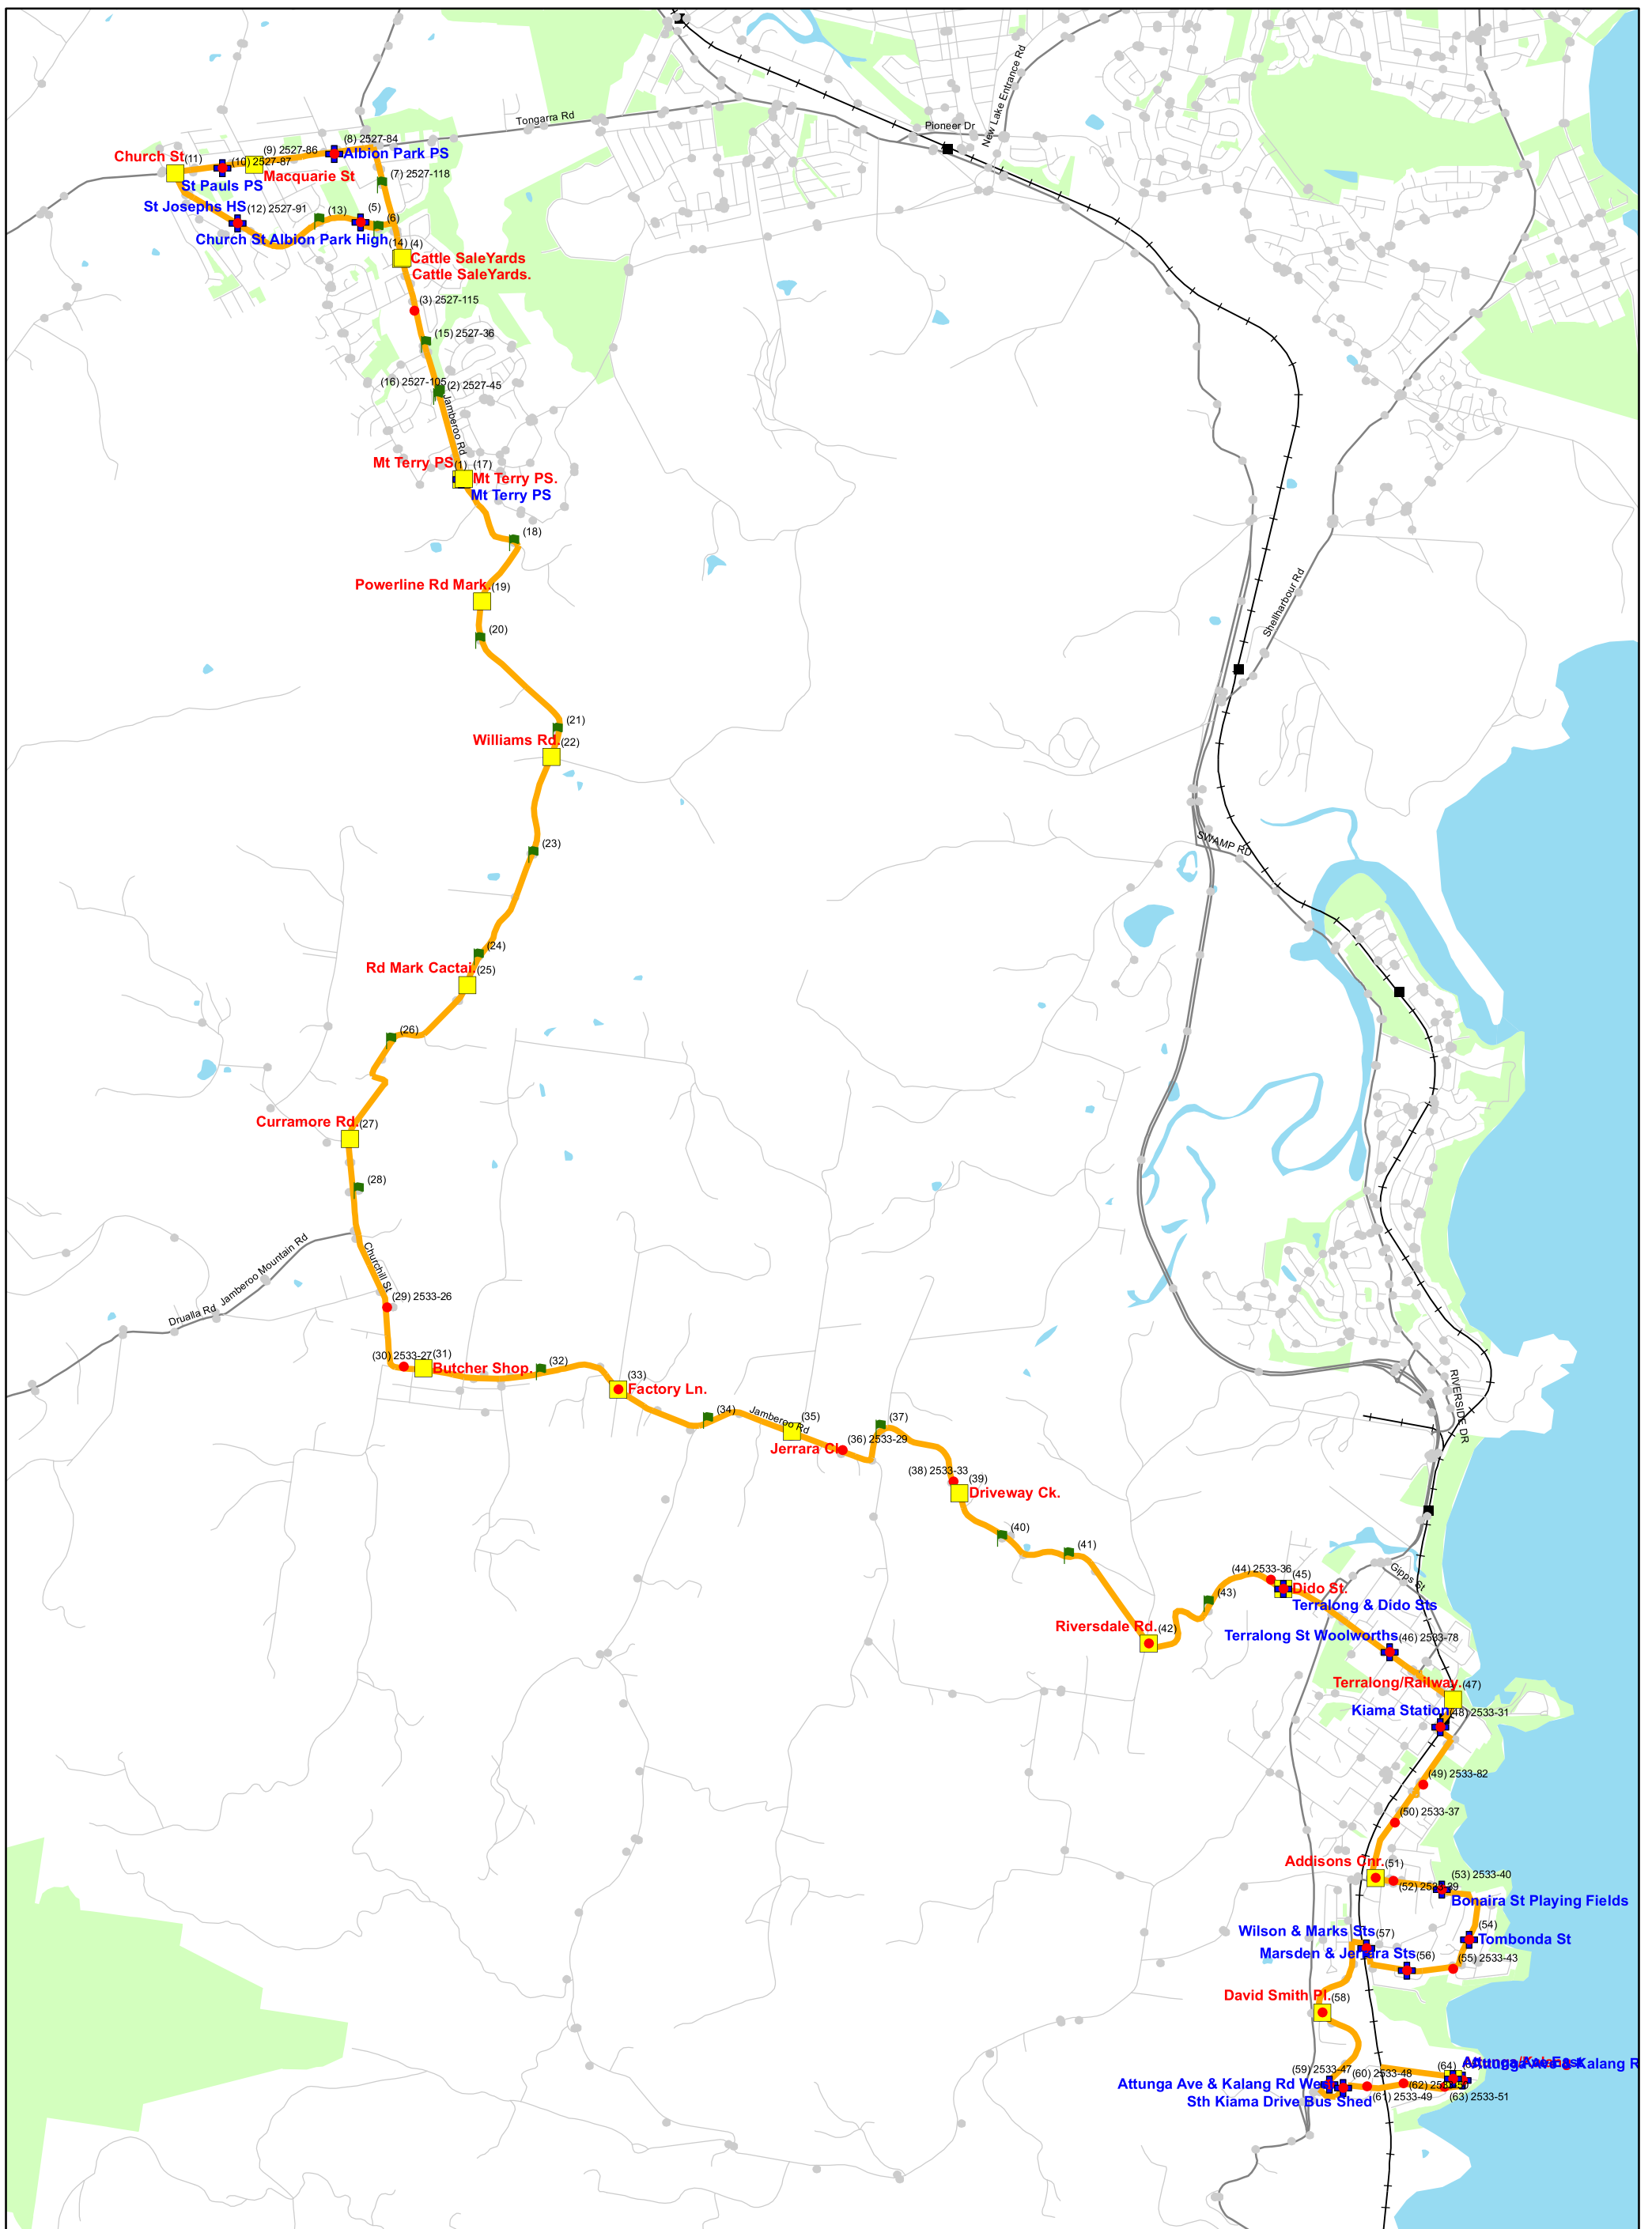 New Lake Entrance Rd
Tongarra Rd
Pioneer Dr
(8) 2527-84
Albion Park PS
(9) 2527-86
Church St
(11)
(10) 2527-87
Macquarie St
St Pauls PS
(7) 2527-118
St Josephs HS
(12) 2527-91
(13)
(5)
(6)
Church St Albion Park High
(14)
(4)
Cattle SaleYards
Cattle SaleYards.
(3) 2527-115
(15) 2527-36
(16) 2527-105
(2) 2527-45
Jamberoo Rd
Mt Terry PS
(1)
(17)
Mt Terry PS.
Mt Terry PS
(18)
Powerline Rd Mark.
(19)
(20)
Shellharbour Rd
(21)
Williams Rd.
(22)
SWAMP RD
(23)
(24)
Rd Mark Cactai.
(25)
(26)
Curramore Rd.
(27)
(28)
Churchill St
Jamberoo Mountain Rd
Drualla Rd
(29) 2533-26
(30) 2533-27
(31)
Butcher Shop.
(32)
(33)
Factory Ln.
RIVERSIDE DR
(34)
Jamberoo Rd
(35)
(37)
Jerrara C
(36) 2533-29
(38) 2533-33
(39)
Driveway Ck.
(40)
(41)
Gipps St
(44) 2533-36
(45)
Dido St.
Terralong & Dido Sts
(43)
Riversdale Rd.
(42)
Terralong St Woolworths
(46) 2533-78
Terralong/Railway.
(47)
Kiama Station
(48) 2533-31
(49) 2533-82
(50) 2533-37
Addisons Cnr.
(51)
(53) 2533-40
(52)
Bonaira St Playing Fields
Wilson & Marks Sts
(57)
(54)
Tombonda St
Marsden & Jerrara Sts
(56)
(55) 2533-43
David Smith Pl.
(58)
(59) 2533-47
(60) 2533-48
(64)
Attunga Ave & Kalang Rd We
(62)
Sth Kiama Drive Bus Shed
(61) 2533-49
(63) 2533-51